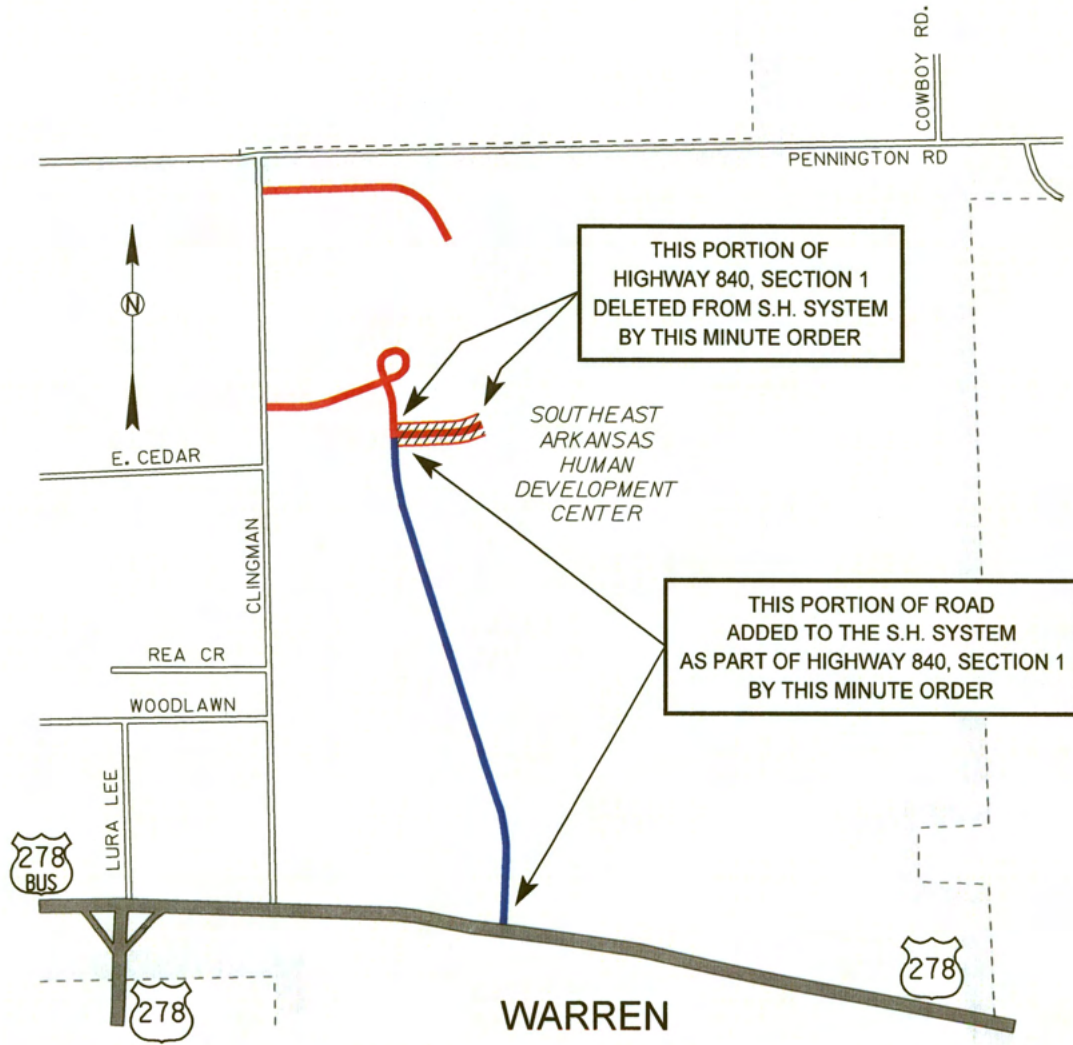 COWBOY RD.
PENNINGTON RD
THIS PORTION OF
HIGHWAY 840, SECTION 1
DELETED FROM S.H. SYSTEM
BY THIS MINUTE ORDER
N
SOUTHEAST
ARKANSAS
HUMAN
DEVELOPMENT
CENTER
E. CEDAR
CLINGMAN
THIS PORTION OF ROAD
ADDED TO THE S.H. SYSTEM
AS PART OF HIGHWAY 840, SECTION 1
BY THIS MINUTE ORDER
REA CR
WOODLAWN
LURA LEE
278
BUS
278
278
WARREN